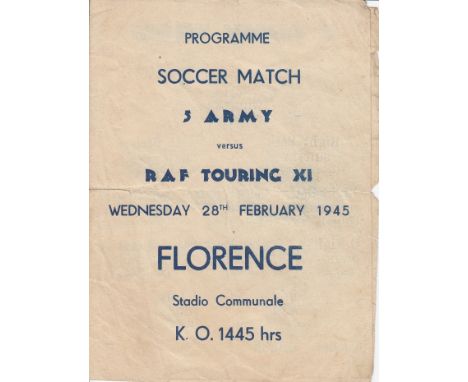 PROGRAMME
SOCCER MATCH
5 ARMY
versus
RAF TOURING XI
WEDNESDAY 28TH FEBRUARY 1945
FLORENCE
Stadio Communale
K. O. 1445 hrs